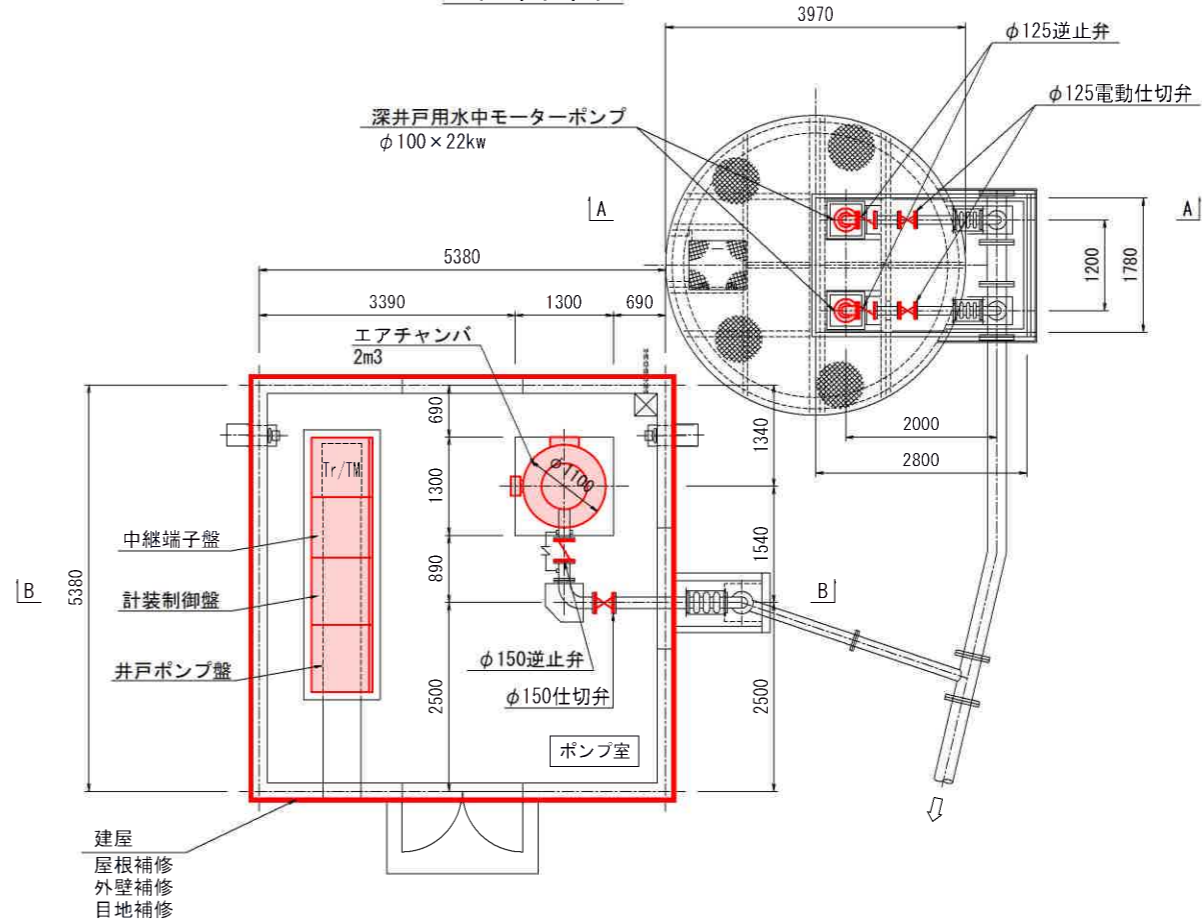 3970
φ125逆止弁
φ125電動仕切弁
深井戸用水中モーターポンプ
φ100×22kw
A
A
5380
1200
1780
3390
1300
690
エアチャンバ
2m3
690
1340
2000
2800
Tr/TM
φ1100
1300
中継端子盤
1540
890
B
5380
計装制御盤
B
井戸ポンプ盤
φ150逆止弁
φ150仕切弁
2500
2500
ポンプ室
建屋
屋根補修
外壁補修
目地補修